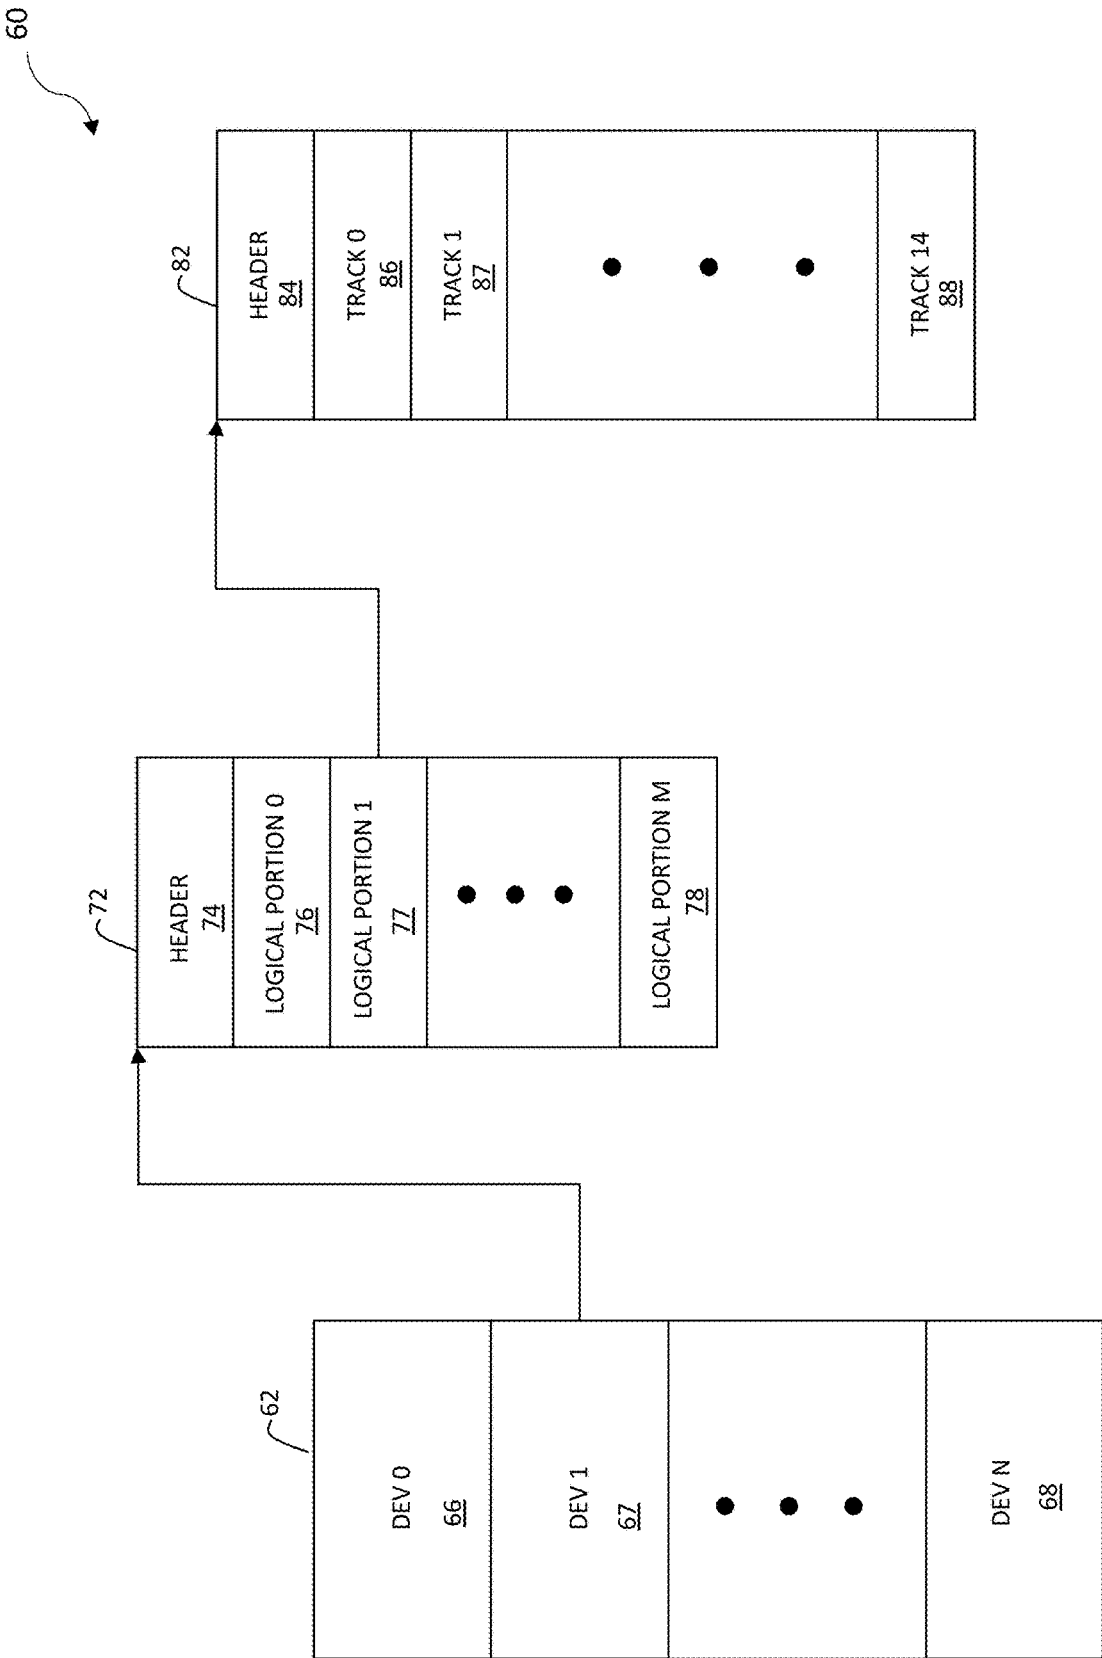 60
62
DEV 0
66
DEV 1
67
DEV N
68
72
HEADER
74
LOGICAL PORTION 0
76
LOGICAL PORTION 1
77
LOGICAL PORTION M
78
82
HEADER
84
TRACK 0
86
TRACK 1
87
TRACK 14
88